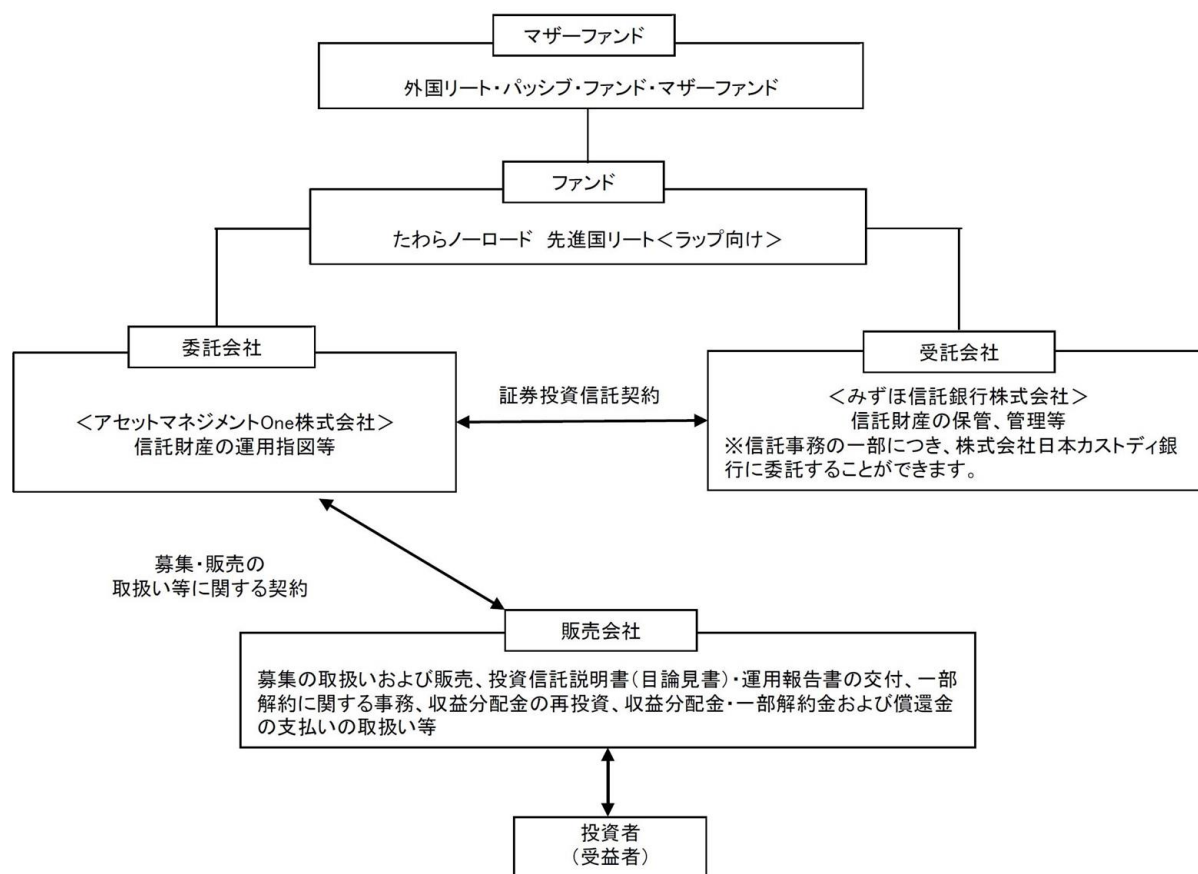 マザーファンド
外国リート・パッシブ・ファンド・マザーファンド
ファンド
たわらノーロード 先進国リート＜ラップ向け＞
委託会社
＜アセットマネジメントOne株式会社＞
信託財産の運用指図等
証券投資信託契約
受託会社
＜みずほ信託銀行株式会社＞
信託財産の保管、管理等
※信託事務の一部につき、株式会社日本カストディ銀
行に委託することができます。
募集・販売の
取扱い等に関する契約
販売会社
募集の取扱いおよび販売、投資信託説明書（目論見書）・運用報告書の交付、一部
解約に関する事務、収益分配金の再投資、収益分配金・一部解約金および償還金
の支払いの取扱い等
投資者
（受益者）